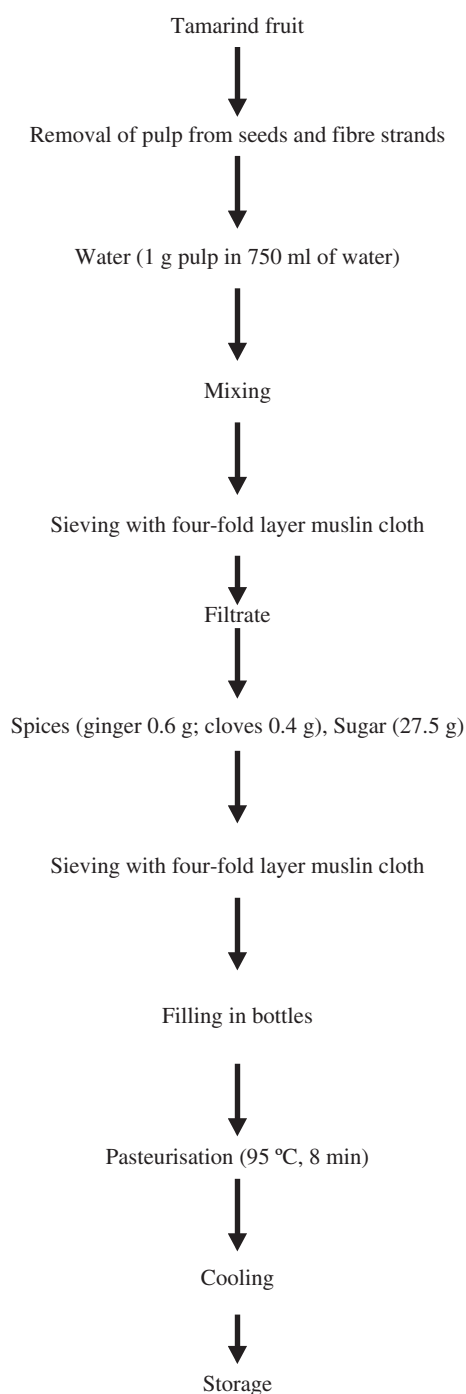 Tamarind fruit
Removal of pulp from seeds and fibre strands
Water (1 g pulp in 750 ml of water)
Mixing
Sieving with four-fold layer muslin cloth
Filtrate
Spices (ginger 0.6 g; cloves 0.4 g), Sugar (27.5 g)
Sieving with four-fold layer muslin cloth
Filling in bottles
Pasteurisation (95 ºC, 8 min)
Cooling
Storage